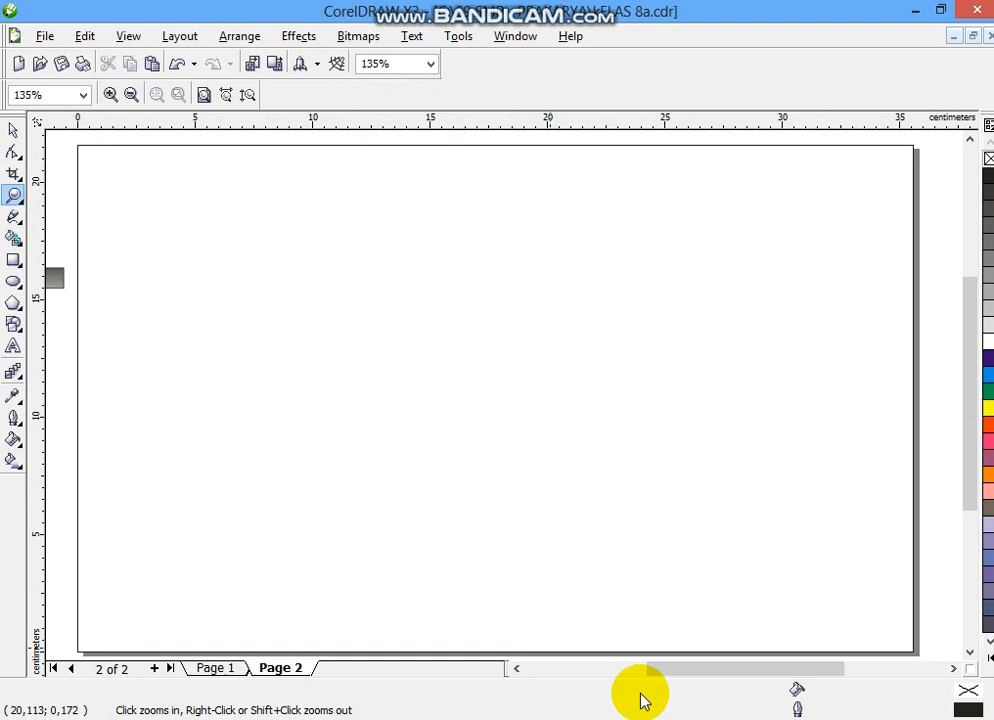 CorelDRAW X3
www.BANDICAM.com
8a.cdr]
File Edit View Layout Arrange Effects Bitmaps Text Tools Window Help
135%
135%
0 5 10 15 20 25 30 35 centimeters
20
15
10
5
centimeters
2 of 2 Page 1 Page 2
( 20,113; 0,172 ) Click zooms in, Right-Click or Shift+Click zooms out